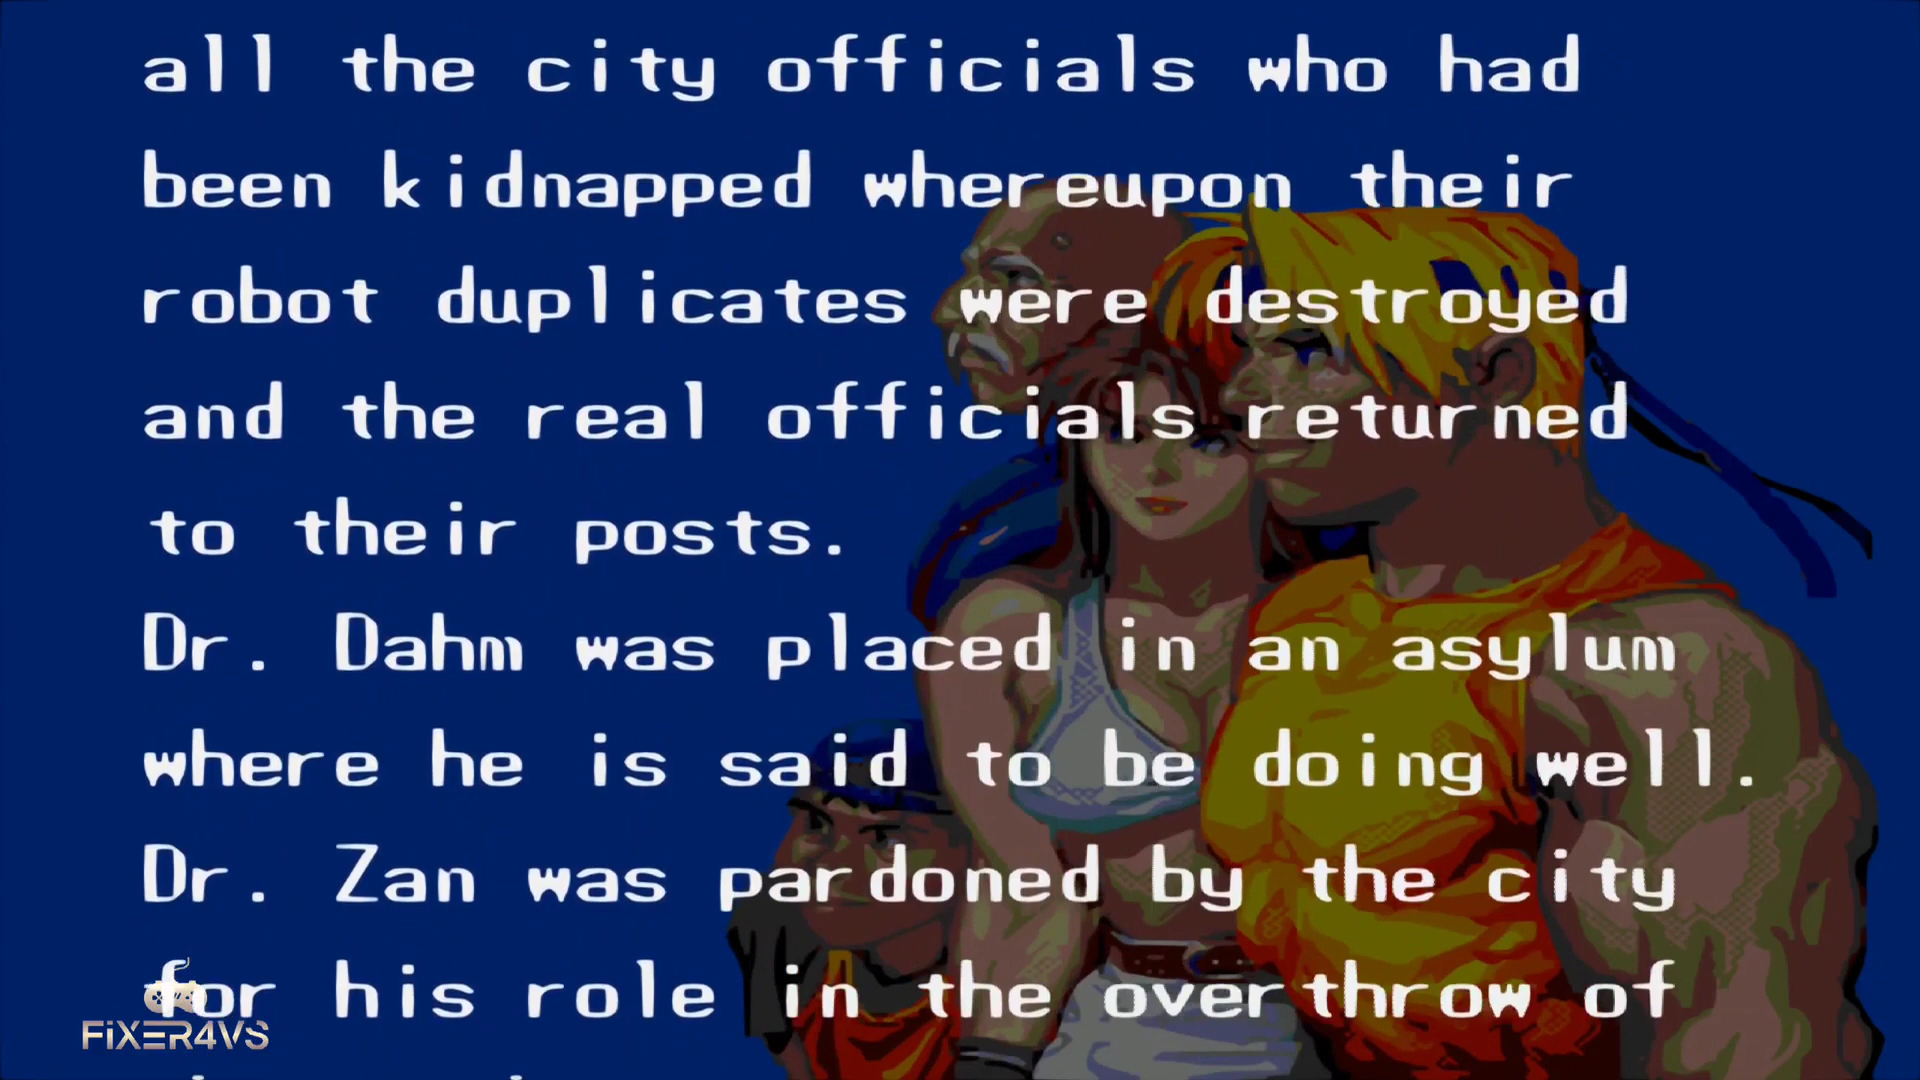 all the city officials who had
been kidnapped whereupon their
robot duplicates were destroyed
and the real officials returned
to their posts.
Dr. Dahm was placed in an asylum
where he is said to be doing well.
Dr. Zan was pardoned by the city
for his role in the overthrow of
FiXER4VS